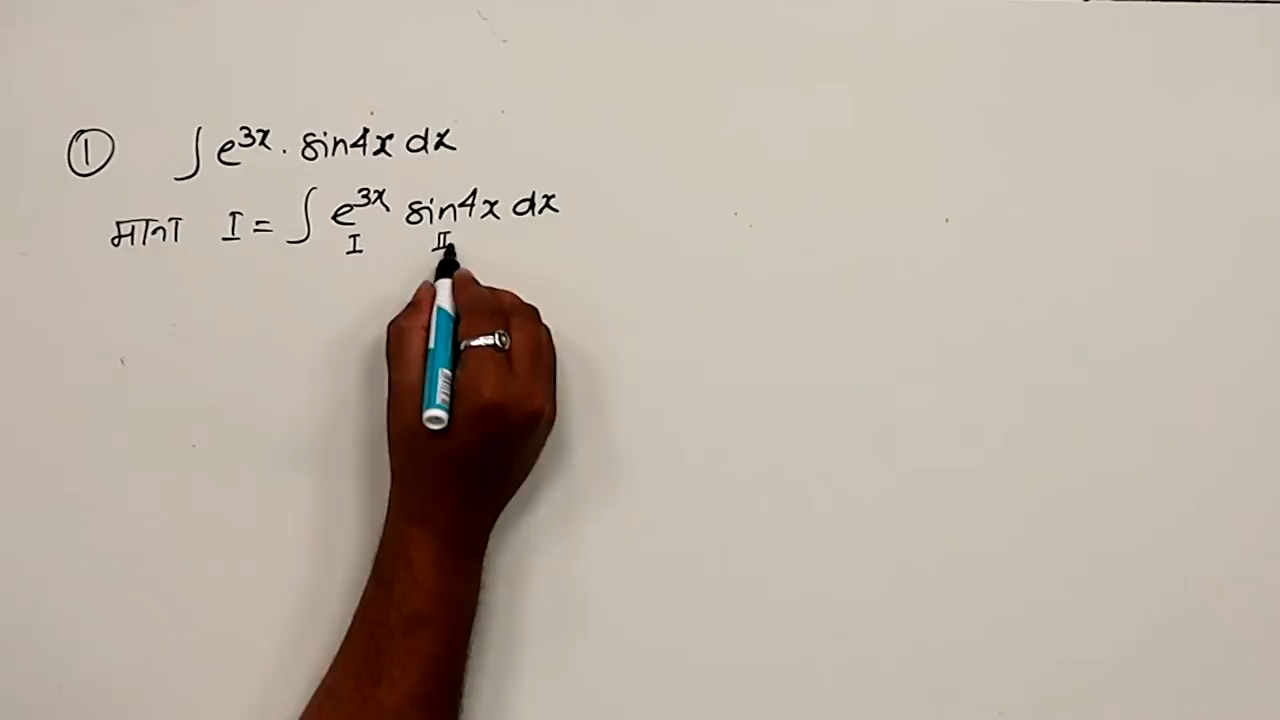 ① ∫ e^{3x} . sin4x dx
माना I = ∫ e^{3x} sin4x dx
I II